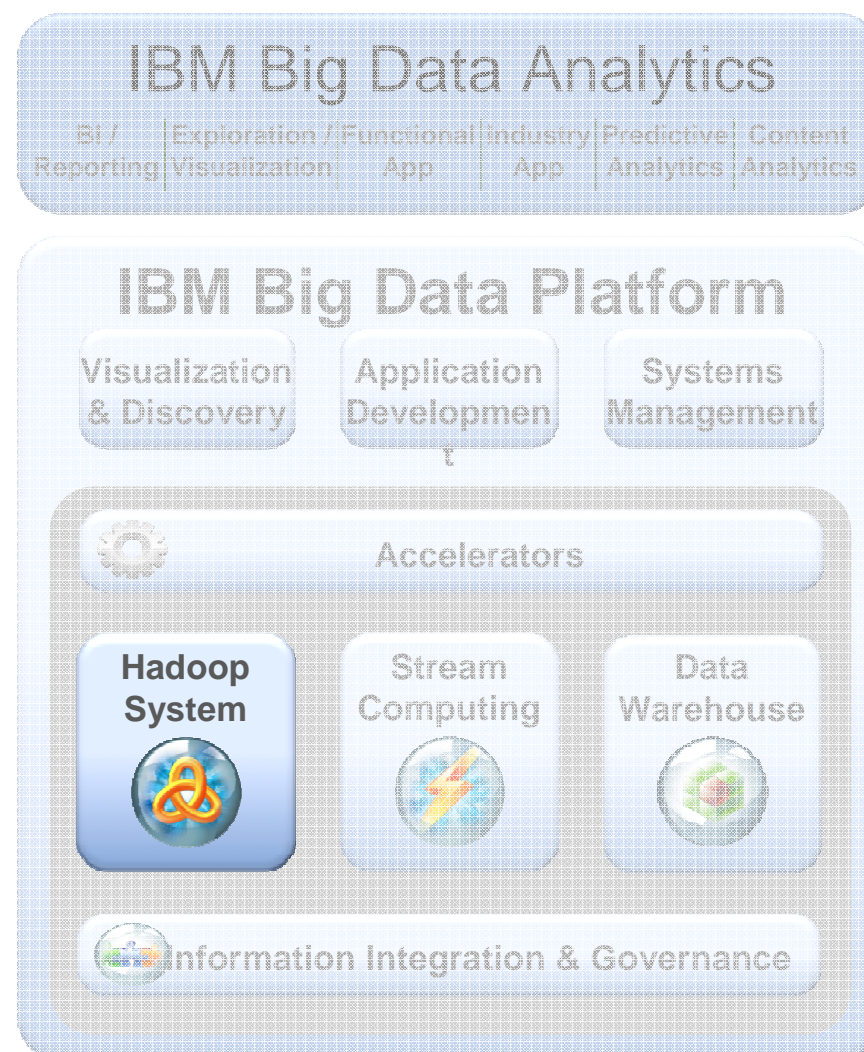 IBM Big Data Analytics
BI / Exploration / Functional Industry Predictive Content
Reporting Visualization App App Analytics Analytics
IBM Big Data Platform
Visualization Application Systems
& Discovery Developmen Management
t
Accelerators
Hadoop Stream Data
System Computing Warehouse
Information Integration & Governance